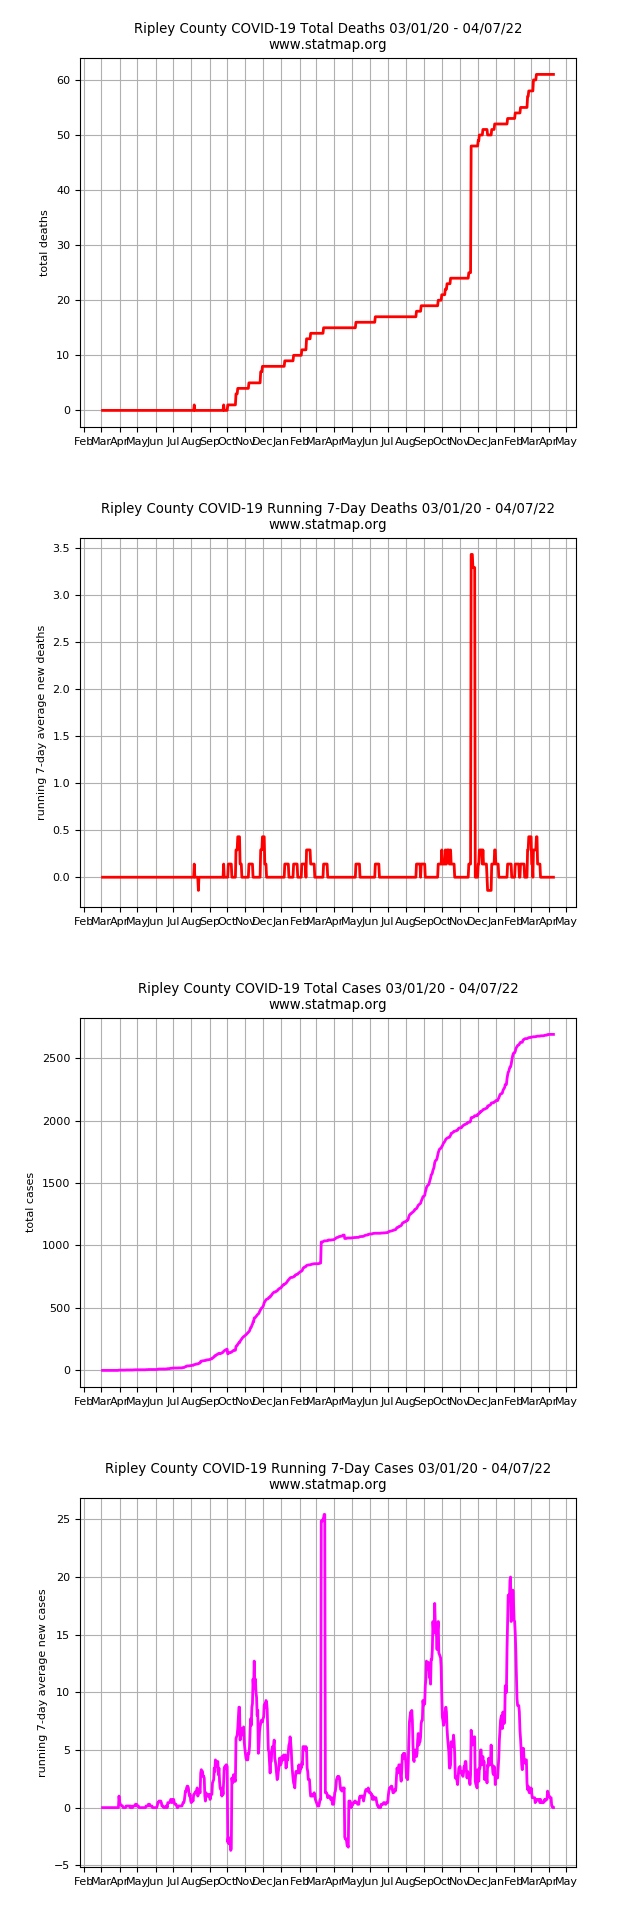 Ripley County COVID-19 Total Deaths 03/01/20 - 04/07/22
www.statmap.org
60
50
40
30
20
10
0
total deaths
Feb Mar Apr May Jun Jul Aug Sep Oct Nov Dec Jan Feb Mar Apr May Jun Jul Aug Sep Oct Nov Dec Jan Feb Mar Apr May
Ripley County COVID-19 Running 7-Day Deaths 03/01/20 - 04/07/22
www.statmap.org
3.5
3.0
2.5
2.0
1.5
1.0
0.5
0.0
running 7-day average new deaths
Feb Mar Apr May Jun Jul Aug Sep Oct Nov Dec Jan Feb Mar Apr May Jun Jul Aug Sep Oct Nov Dec Jan Feb Mar Apr May
Ripley County COVID-19 Total Cases 03/01/20 - 04/07/22
www.statmap.org
2500
2000
1500
1000
500
0
total cases
Feb Mar Apr May Jun Jul Aug Sep Oct Nov Dec Jan Feb Mar Apr May Jun Jul Aug Sep Oct Nov Dec Jan Feb Mar Apr May
Ripley County COVID-19 Running 7-Day Cases 03/01/20 - 04/07/22
www.statmap.org
25
20
15
10
5
0
−5
running 7-day average new cases
Feb Mar Apr May Jun Jul Aug Sep Oct Nov Dec Jan Feb Mar Apr May Jun Jul Aug Sep Oct Nov Dec Jan Feb Mar Apr May